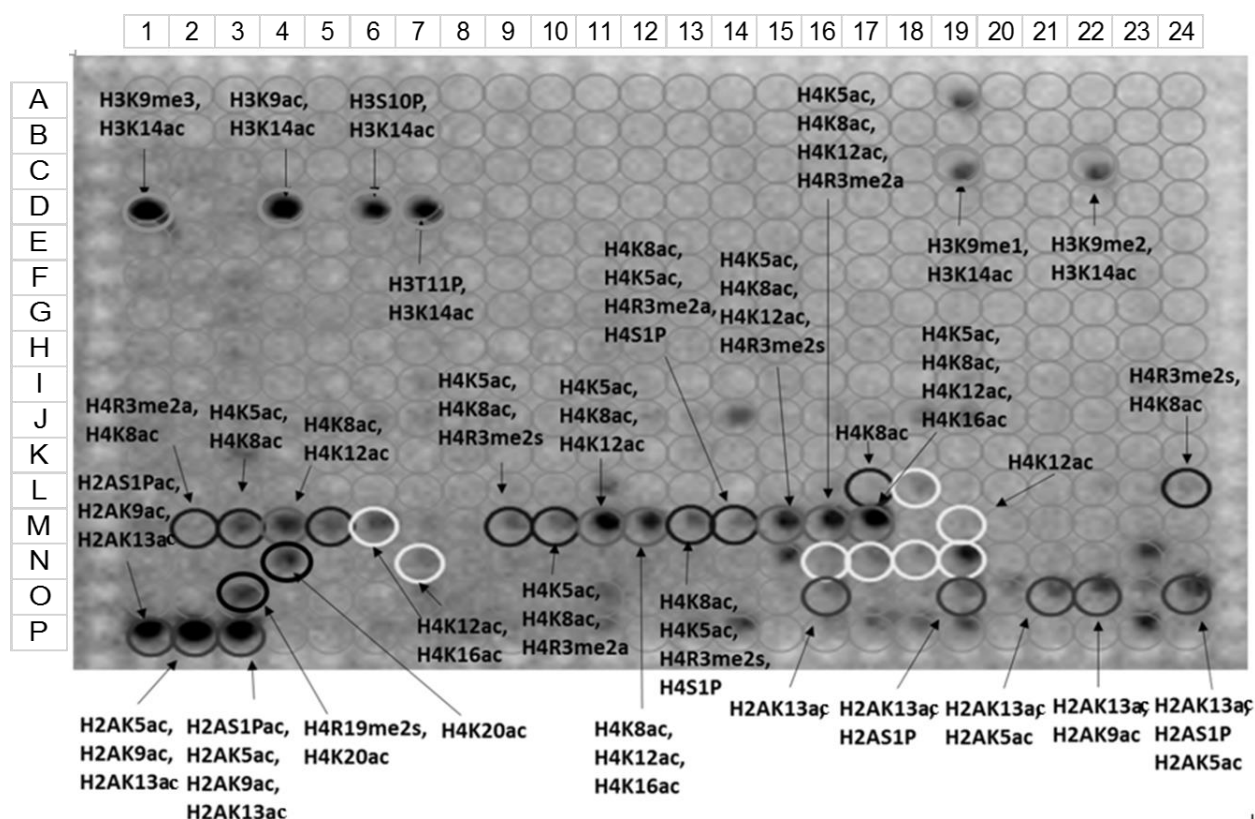 1 2 3 4 5 6 7 8 9 10 11 12 13 14 15 16 17 18 19 20 21 22 23 24
A
B
C
D
E
F
G
H
I
J
K
L
M
N
O
P
H3K9me3,
H3K14ac
H3K9ac,
H3K14ac
H3S10P,
H3K14ac
H3T11P,
H3K14ac
H4K5ac,
H4K8ac,
H4K12ac,
H4R3me2a
H3K9me1,
H3K14ac
H3K9me2,
H3K14ac
H4K8ac,
H4K5ac,
H4R3me2a,
H4S1P
H4K5ac,
H4K8ac,
H4K12ac,
H4R3me2s
H4K5ac,
H4K8ac,
H4K12ac,
H4K16ac
H4R3me2s,
H4K8ac
H4R3me2a,
H4K8ac
H4K5ac,
H4K8ac
H4K8ac,
H4K12ac
H4K5ac,
H4K8ac,
H4R3me2s
H4K5ac,
H4K8ac,
H4K12ac
H4K8ac
H4K12ac
H2AS1Pac,
H2AK9ac,
H2AK13ac
H4K12ac,
H4K16ac
H4K5ac,
H4K8ac,
H4R3me2a
H4K8ac,
H4K5ac,
H4R3me2s,
H4S1P
H2AK5ac,
H2AK9ac,
H2AK13ac
H2AS1Pac,
H2AK5ac,
H2AK9ac,
H2AK13ac
H4R19me2s,
H4K20ac
H4K20ac
H4K8ac,
H4K12ac,
H4K16ac
H2AK13ac
H2AK13ac,
H2AS1P
H2AK13ac,
H2AK5ac
H2AK13ac,
H2AK9ac
H2AK13ac,
H2AS1P
H2AK5ac